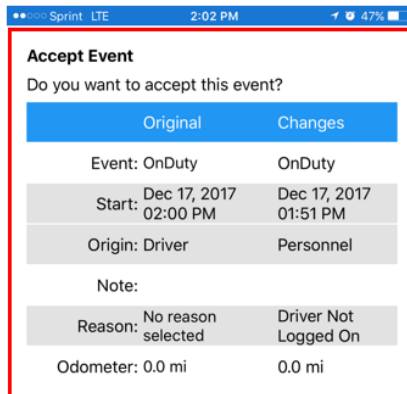 Sprint LTE 2:02 PM 47%
Accept Event
Do you want to accept this event?
Original Changes
Event: OnDuty OnDuty
Start: Dec 17, 2017 02:00 PM Dec 17, 2017 01:51 PM
Origin: Driver Personnel
Note:
Reason: No reason selected Driver Not Logged On
Odometer: 0.0 mi 0.0 mi